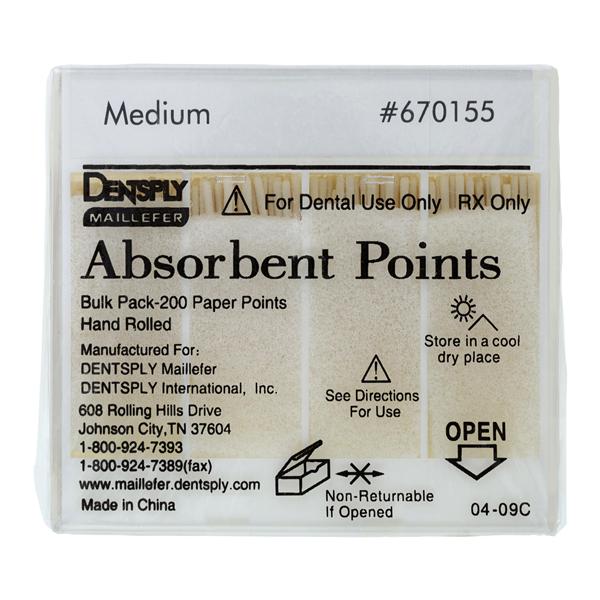 Medium #670155
DENTSPLY
MAILLEFER
For Dental Use Only RX Only
Absorbent Points
Bulk Pack-200 Paper Points
Hand Rolled
Manufactured For:
DENTSPLY Maillefer
DENTSPLY International, Inc.
608 Rolling Hills Drive
Johnson City,TN 37604
1-800-924-7393
1-800-924-7389(fax)
www.maillefer.dentsply.com
Made in China
Store in a cool
dry place
See Directions
For Use
OPEN
Non-Returnable
If Opened
04-09C